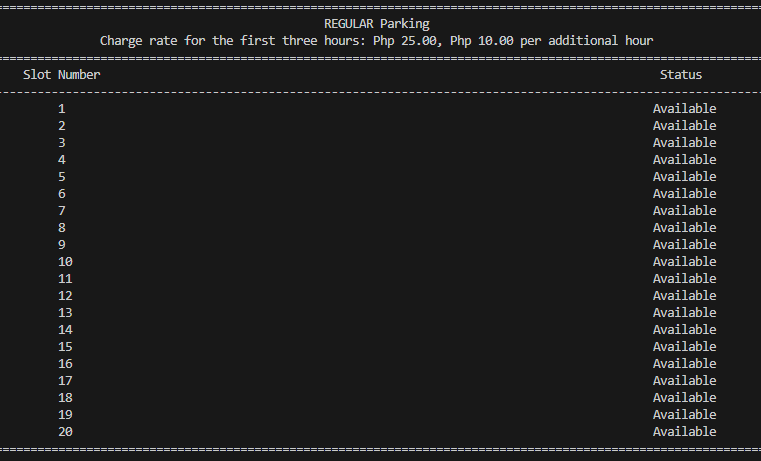 REGULAR Parking
Charge rate for the first three hours: Php 25.00, Php 10.00 per additional hour
Slot Number Status
1 Available
2 Available
3 Available
4 Available
5 Available
6 Available
7 Available
8 Available
9 Available
10 Available
11 Available
12 Available
13 Available
14 Available
15 Available
16 Available
17 Available
18 Available
19 Available
20 Available